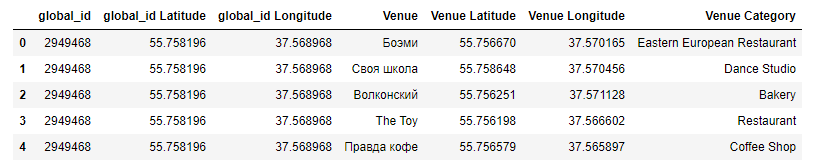 global_id global_id Latitude global_id Longitude Venue Venue Latitude Venue Longitude Venue Category
0 2949468 55.758196 37.568968 Боэми 55.756670 37.570165 Eastern European Restaurant
1 2949468 55.758196 37.568968 Своя школа 55.758648 37.570456 Dance Studio
2 2949468 55.758196 37.568968 Волконский 55.756251 37.571128 Bakery
3 2949468 55.758196 37.568968 The Toy 55.756198 37.566602 Restaurant
4 2949468 55.758196 37.568968 Правда кофе 55.756579 37.565897 Coffee Shop